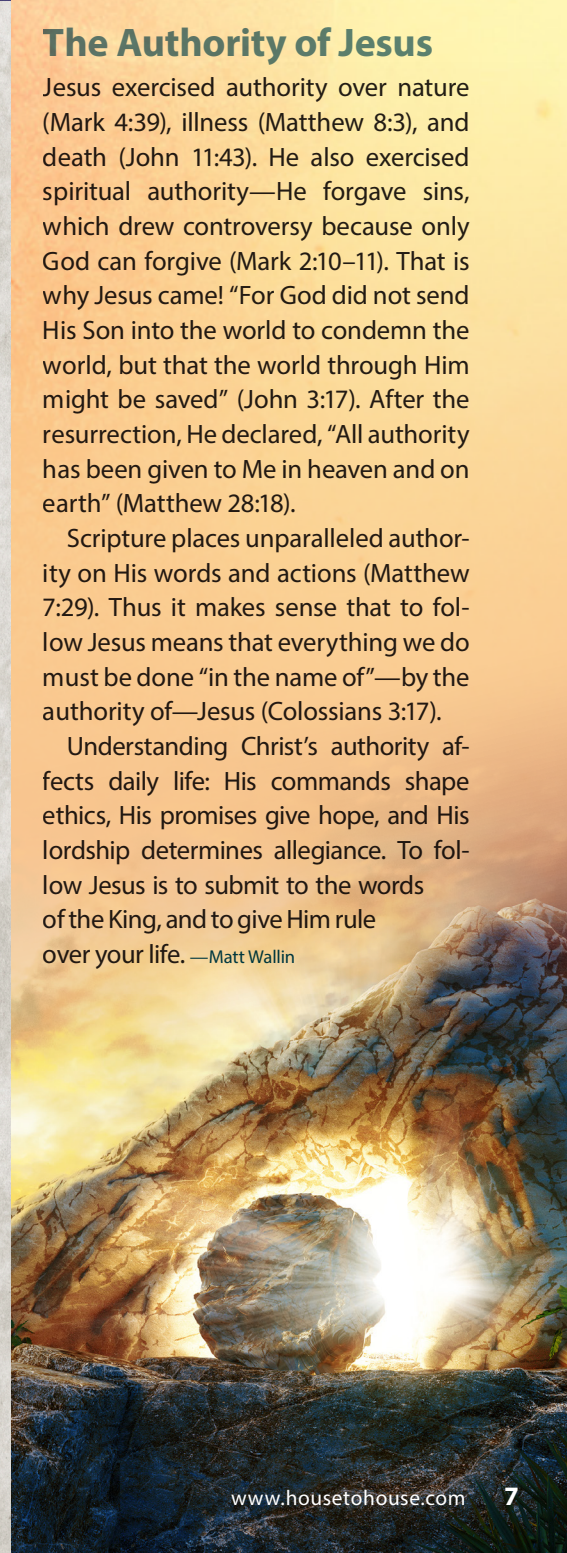 The Authority of Jesus
Jesus exercised authority over nature
(Mark 4:39), illness (Matthew 8:3), and
death (John 11:43). He also exercised
spiritual authority—He forgave sins,
which drew controversy because only
God can forgive (Mark 2:10–11). That is
why Jesus came! “For God did not send
His Son into the world to condemn the
world, but that the world through Him
might be saved” (John 3:17). After the
resurrection, He declared, “All authority
has been given to Me in heaven and on
earth” (Matthew 28:18).
Scripture places unparalleled author-
ity on His words and actions (Matthew
7:29). Thus it makes sense that to fol-
low Jesus means that everything we do
must be done “in the name of”—by the
authority of—Jesus (Colossians 3:17).
Understanding Christ’s authority af-
fects daily life: His commands shape
ethics, His promises give hope, and His
lordship determines allegiance. To fol-
low Jesus is to submit to the words
of the King, and to give Him rule
over your life. —Matt Wallin
www.housetohouse.com 7